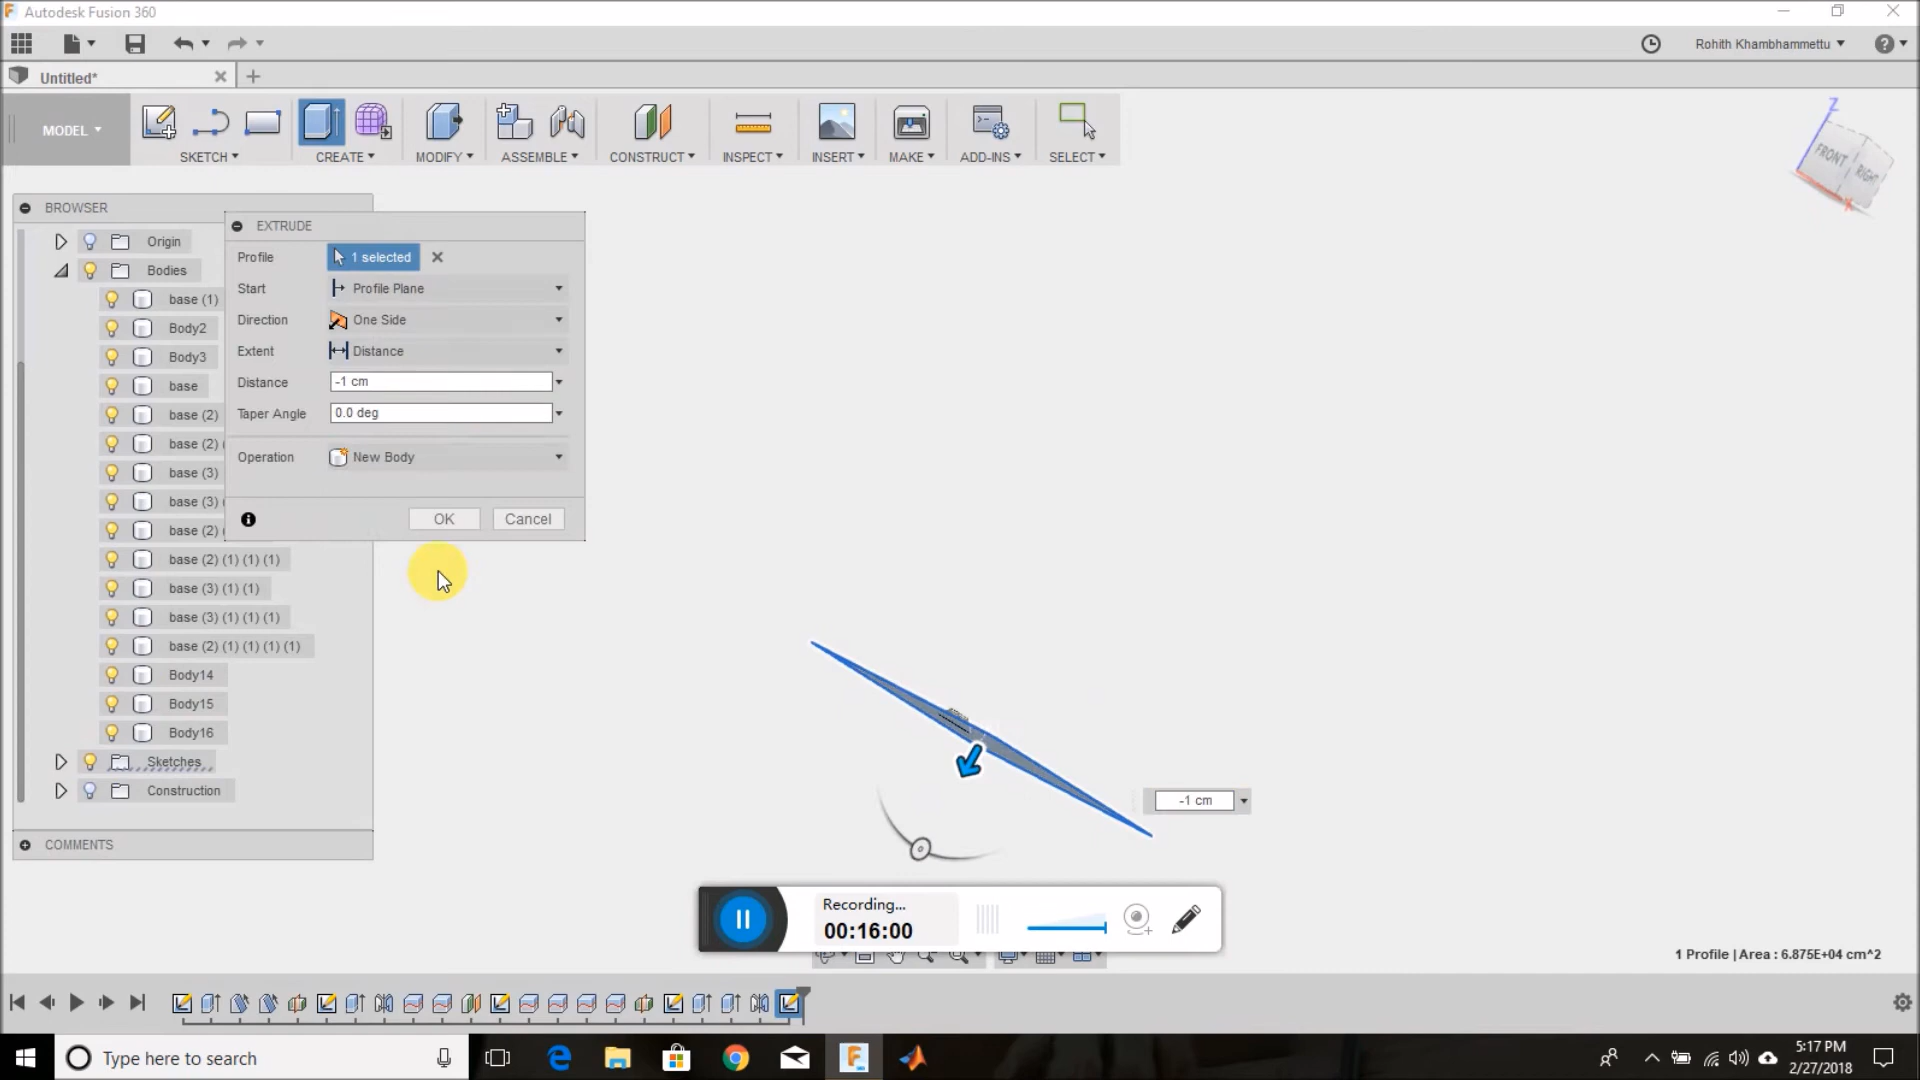 Autodesk Fusion 360
Rohith Khambhammettu
Untitled*
MODEL
SKETCH
CREATE
MODIFY
ASSEMBLE
CONSTRUCT
INSPECT
INSERT
MAKE
ADD-INS
SELECT
Z
FRONT
RIGHT
X
BROWSER
Origin
Bodies
base (1)
Body2
Body3
base
base (2)
base (2) (
base (3)
base (3) (
base (2) (
base (2) (1) (1) (1)
base (3) (1) (1)
base (3) (1) (1) (1)
base (2) (1) (1) (1) (1)
Body14
Body15
Body16
Sketches
Construction
COMMENTS
EXTRUDE
Profile
1 selected
Start
Profile Plane
Direction
One Side
Extent
Distance
Distance
-1 cm
Taper Angle
0.0 deg
Operation
New Body
OK
Cancel
-1 cm
Recording...
00:16:00
1 Profile | Area : 6.875E+04 cm^2
Type here to search
5:17 PM
2/27/2018